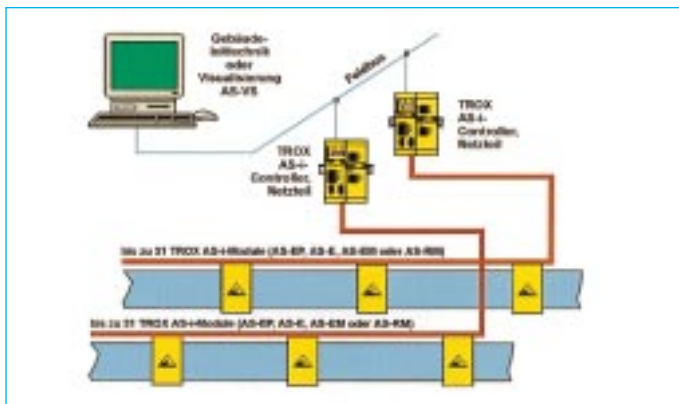 Gebäude-
leittechnik
oder
Visualisierung
AS-VS
Feldbus
TROX
AS-i-
Controller,
Netzteil
TROX
AS-i-
Controller,
Netzteil
bis zu 31 TROX AS-i-Module (AS-EP, AS-E, AS-EM oder AS-RM)
bis zu 31 TROX AS-i-Module (AS-EP, AS-E, AS-EM oder AS-RM)